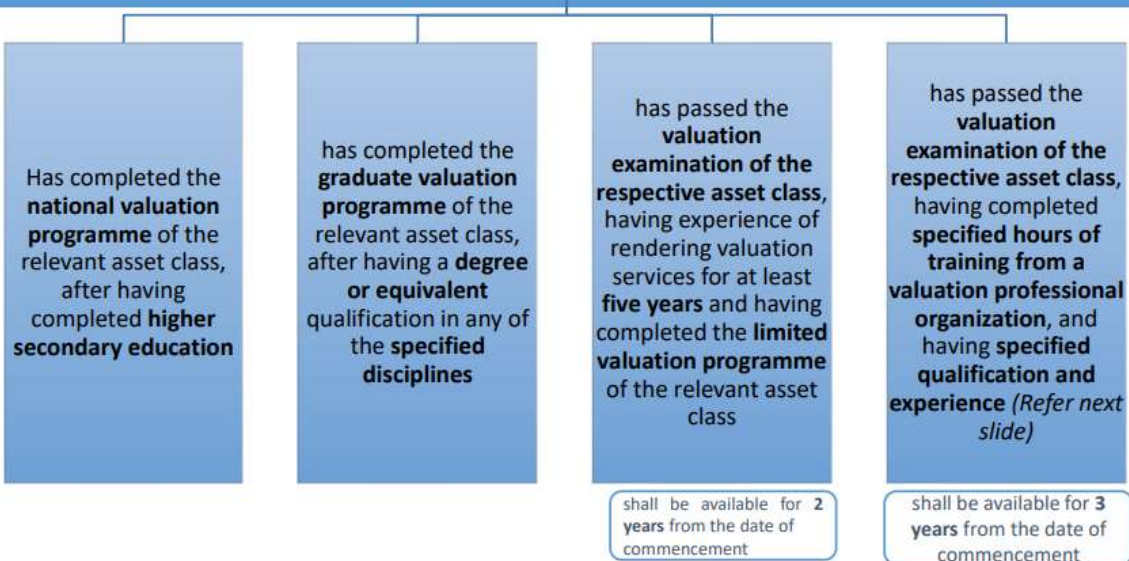 Has completed the
national valuation
programme of the
relevant asset class,
after having
completed higher
secondary education
has completed the
graduate valuation
programme of the
relevant asset class,
after having a degree
or equivalent
qualification in any of
the specified
disciplines
has passed the
valuation
examination of the
respective asset class,
having experience of
rendering valuation
services for at least
five years and having
completed the limited
valuation programme
of the relevant asset
class
has passed the
valuation
examination of the
respective asset class,
having completed
specified hours of
training from a
valuation professional
organization, and
having specified
qualification and
experience (Refer next
slide)
shall be available for 2
years from the date of
commencement
shall be available for 3
years from the date of
commencement